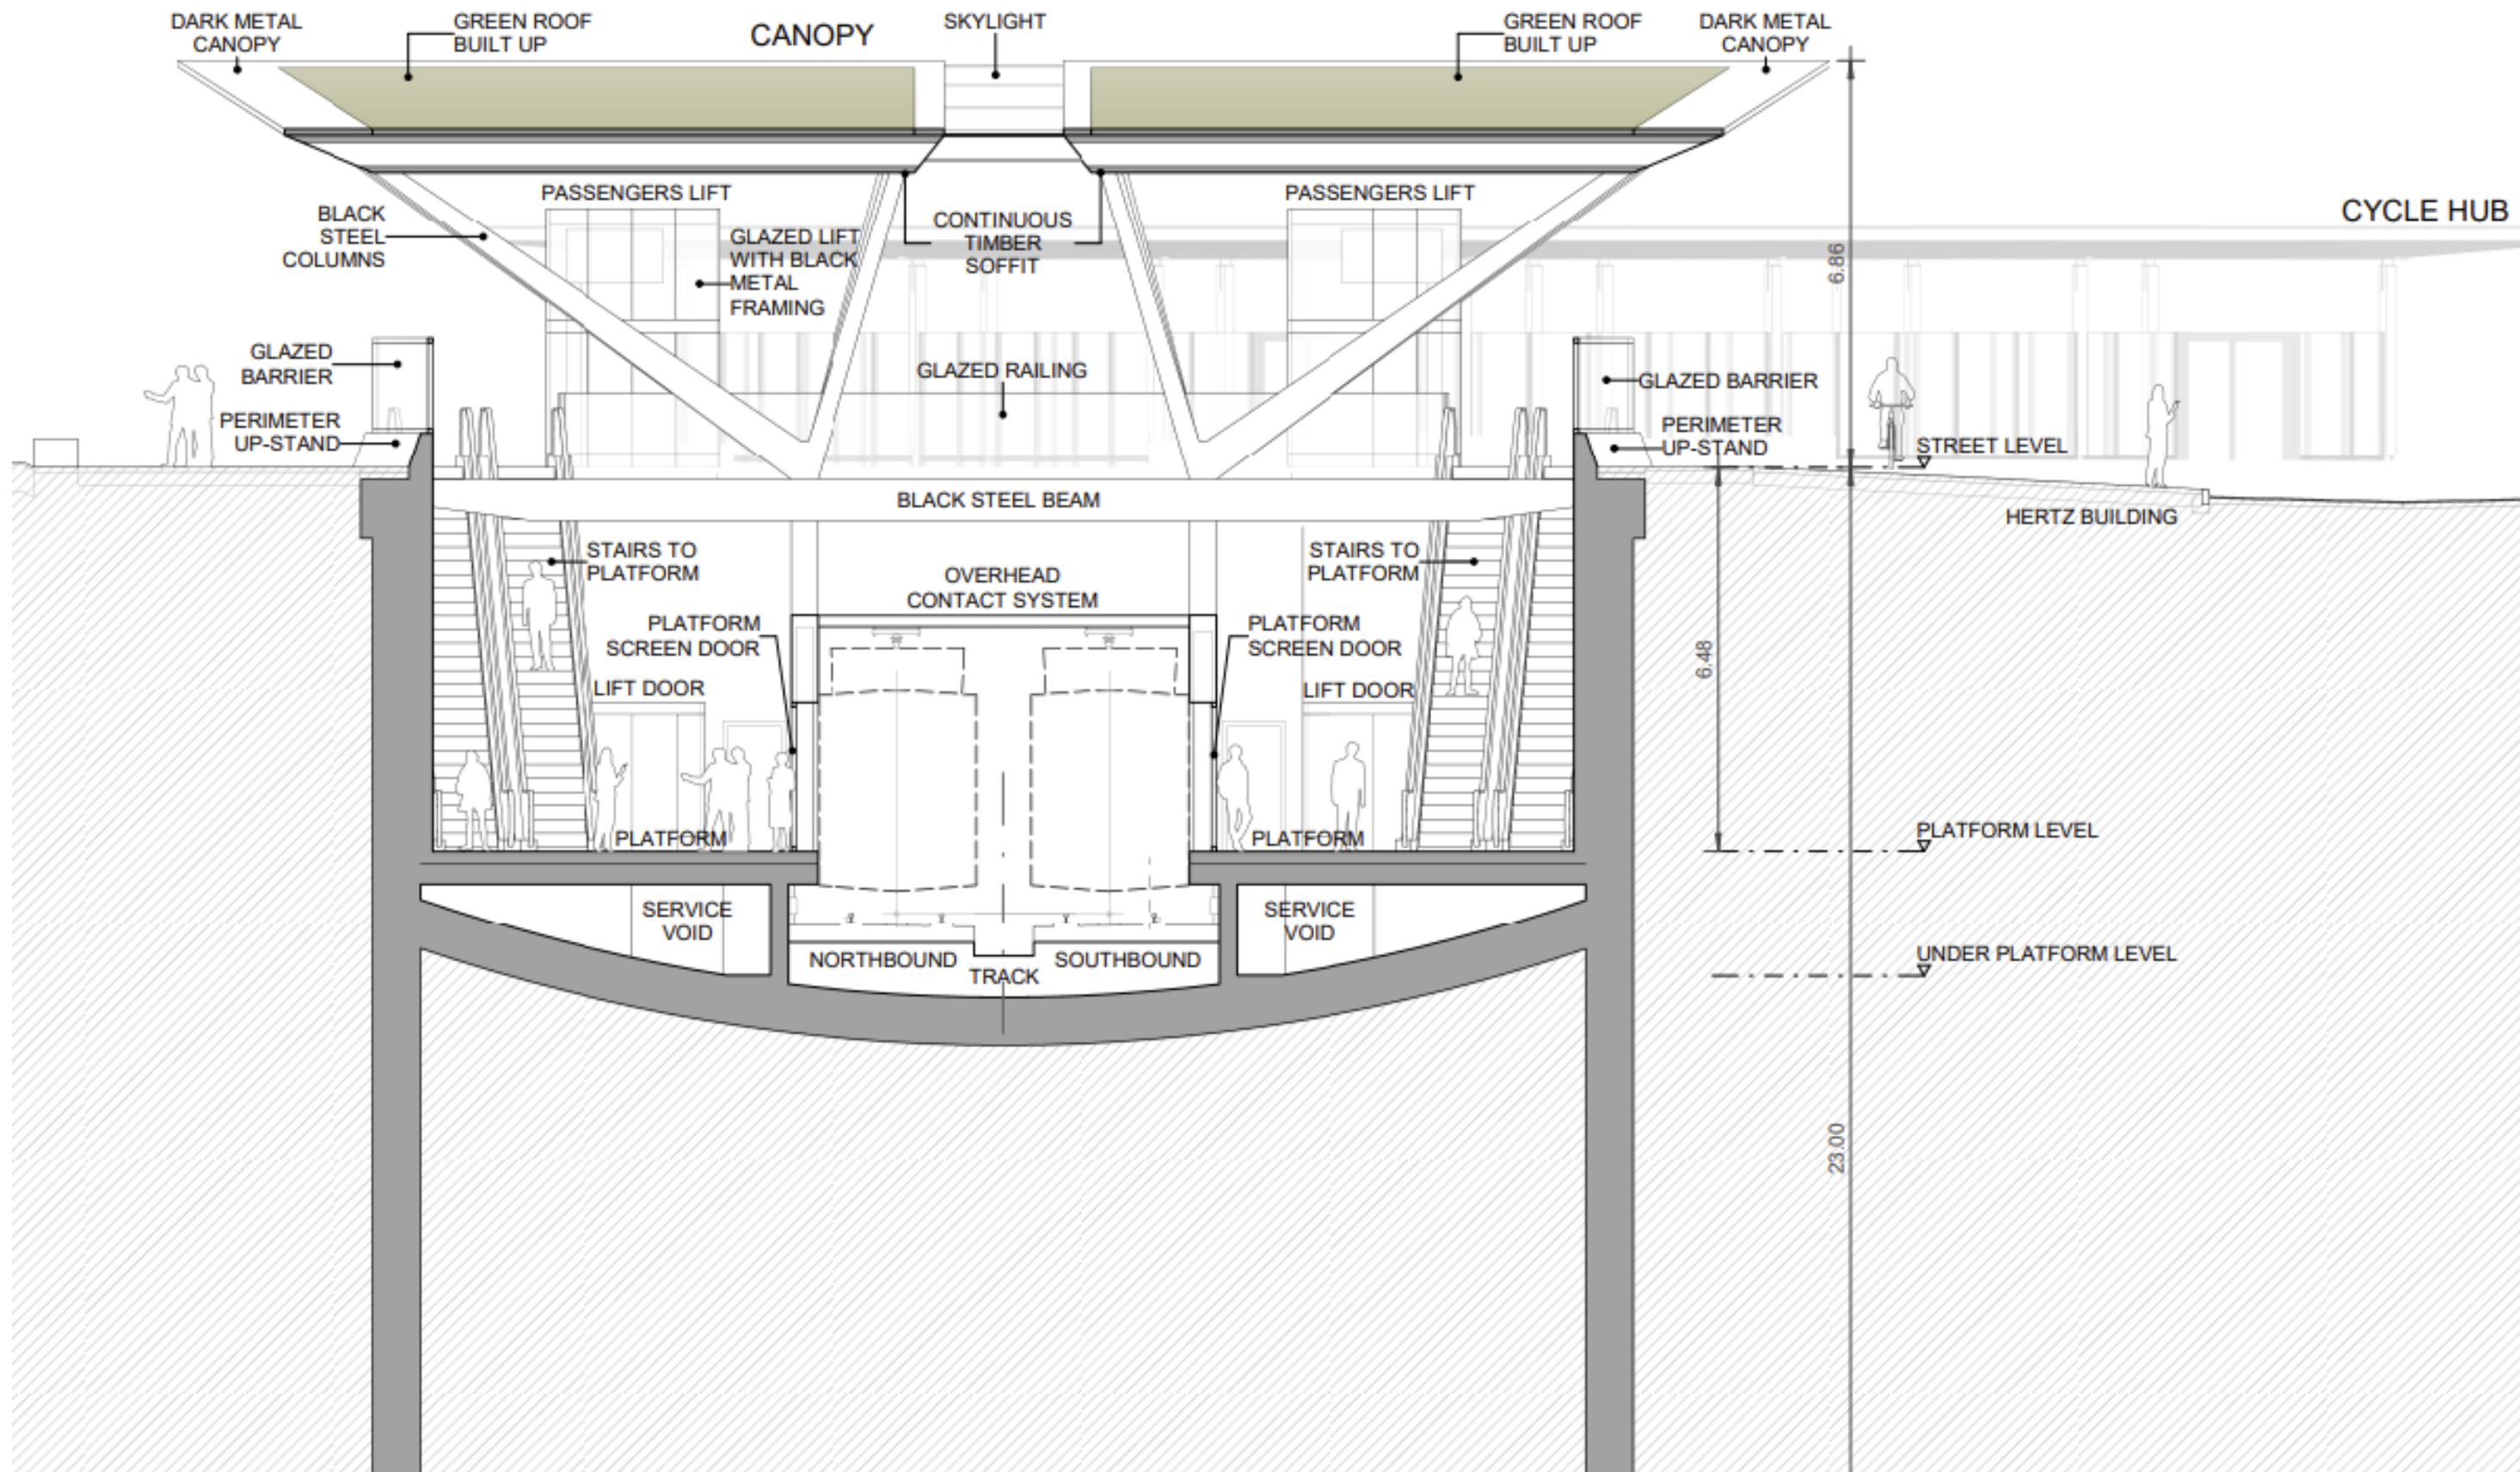 DARK METAL
CANOPY
GREEN ROOF
BUILT UP
CANOPY
SKYLIGHT
GREEN ROOF
BUILT UP
DARK METAL
CANOPY
PASSENGERS LIFT
PASSENGERS LIFT
CYCLE HUB
BLACK
STEEL
COLUMNS
GLAZED LIFT
WITH BLACK
METAL
FRAMING
CONTINUOUS
TIMBER
SOFFIT
6.86
GLAZED
BARRIER
GLAZED RAILING
GLAZED BARRIER
PERIMETER
UP-STAND
PERIMETER
UP-STAND
STREET LEVEL
BLACK STEEL BEAM
HERTZ BUILDING
STAIRS TO
PLATFORM
STAIRS TO
PLATFORM
OVERHEAD
CONTACT SYSTEM
PLATFORM
SCREEN DOOR
PLATFORM
SCREEN DOOR
6.48
LIFT DOOR
LIFT DOOR
PLATFORM
PLATFORM
PLATFORM LEVEL
SERVICE
VOID
SERVICE
VOID
NORTHBOUND
SOUTHBOUND
TRACK
UNDER PLATFORM LEVEL
23.00